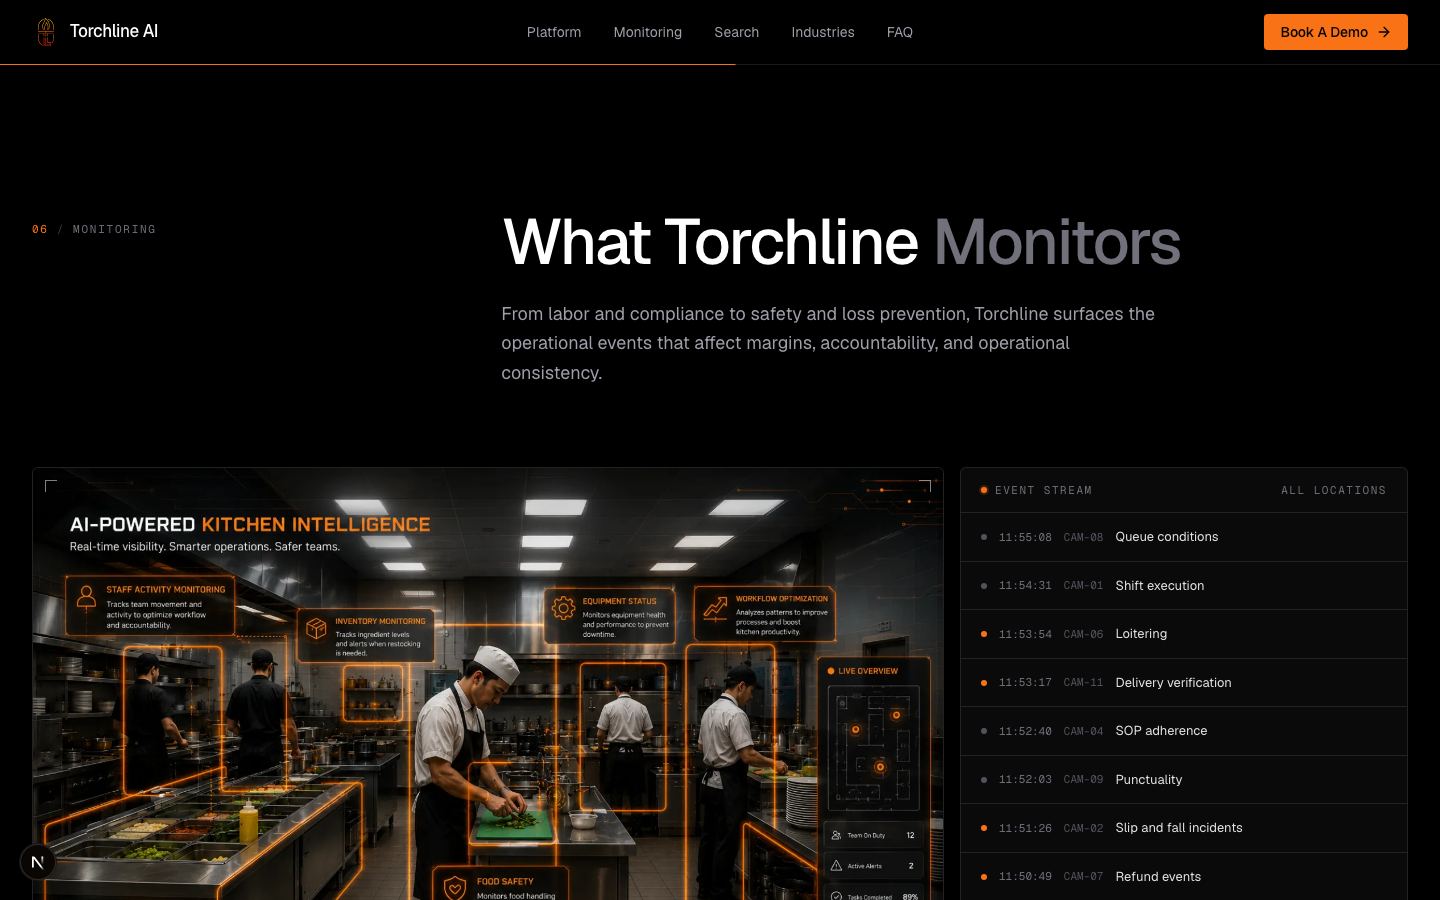 Torchline AI
Platform
Monitoring
Search
Industries
FAQ
Book A Demo
06 / MONITORING
What Torchline Monitors
From labor and compliance to safety and loss prevention, Torchline surfaces the
operational events that affect margins, accountability, and operational
consistency.
AI-POWERED KITCHEN INTELLIGENCE
Real-time visibility. Smarter operations. Safer teams.
STAFF ACTIVITY MONITORING
Tracks team movement and
activity to optimize workflow
and accountability.
INVENTORY MONITORING
Tracks ingredient levels
and alerts when restocking
is needed.
EQUIPMENT STATUS
Monitors equipment health
and performance to prevent
downtime.
WORKFLOW OPTIMIZATION
Analyzes patterns to improve
processes and boost
kitchen productivity.
LIVE OVERVIEW
Team On Duty 12
Active Alerts 2
Tasks Completed 89%
FOOD SAFETY
Monitors food handling
N
EVENT STREAM
ALL LOCATIONS
11:55:08 CAM-08 Queue conditions
11:54:31 CAM-01 Shift execution
11:53:54 CAM-06 Loitering
11:53:17 CAM-11 Delivery verification
11:52:40 CAM-04 SOP adherence
11:52:03 CAM-09 Punctuality
11:51:26 CAM-02 Slip and fall incidents
11:50:49 CAM-07 Refund events